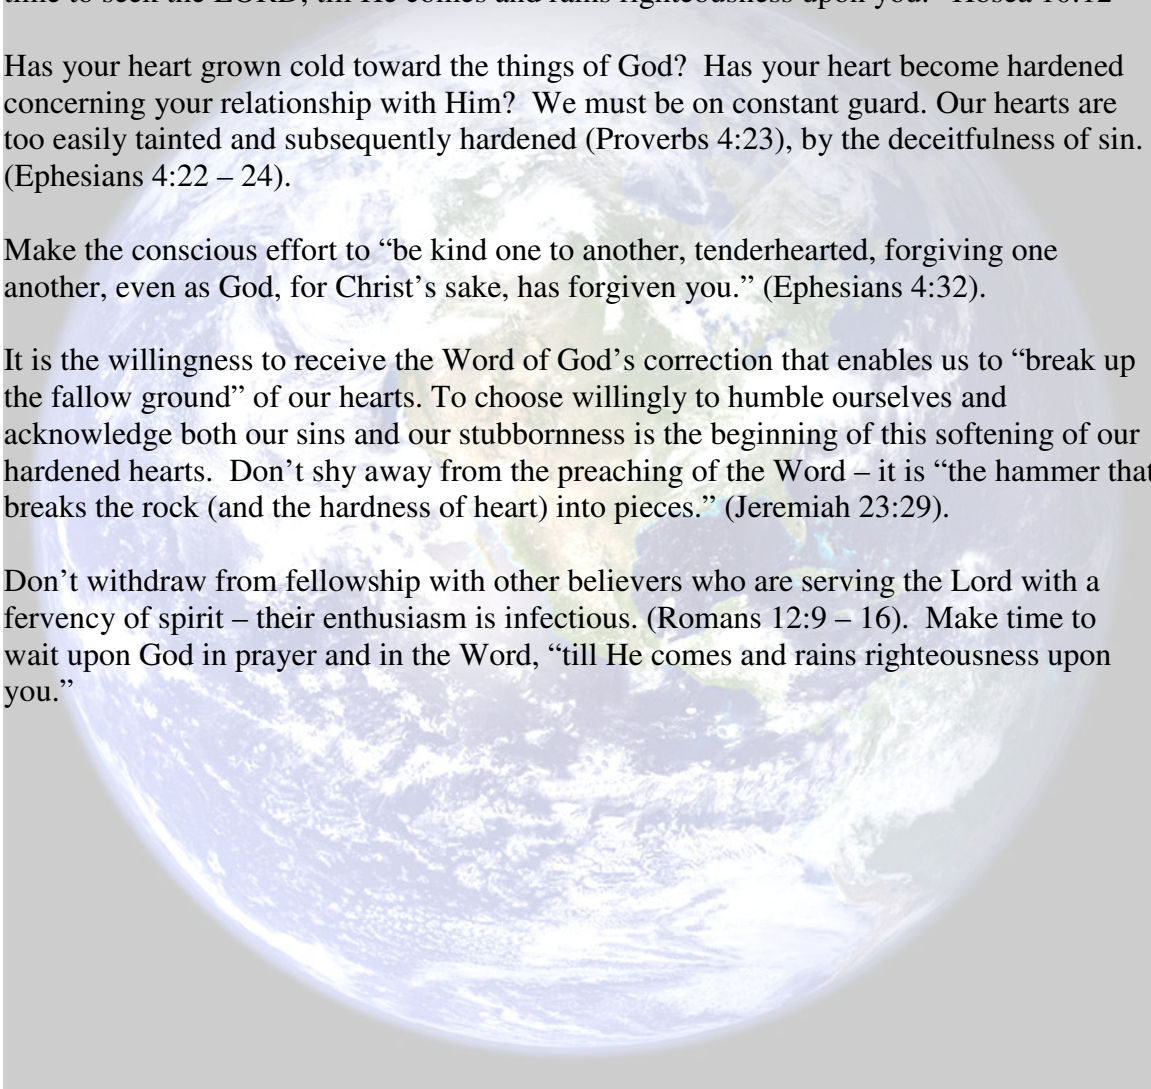 time to seek the LORD, till He comes and rains righteousness upon you." Hosea 10:12
Has your heart grown cold toward the things of God?  Has your heart become hardened
concerning your relationship with Him?  We must be on constant guard. Our hearts are
too easily tainted and subsequently hardened (Proverbs 4:23), by the deceitfulness of sin.
(Ephesians 4:22 – 24).
Make the conscious effort to “be kind one to another, tenderhearted, forgiving one
another, even as God, for Christ’s sake, has forgiven you.” (Ephesians 4:32).
It is the willingness to receive the Word of God’s correction that enables us to “break up
the fallow ground” of our hearts. To choose willingly to humble ourselves and
acknowledge both our sins and our stubbornness is the beginning of this softening of our
hardened hearts.  Don’t shy away from the preaching of the Word – it is “the hammer that
breaks the rock (and the hardness of heart) into pieces.” (Jeremiah 23:29).
Don’t withdraw from fellowship with other believers who are serving the Lord with a
fervency of spirit – their enthusiasm is infectious. (Romans 12:9 – 16).  Make time to
wait upon God in prayer and in the Word, “till He comes and rains righteousness upon
you.”